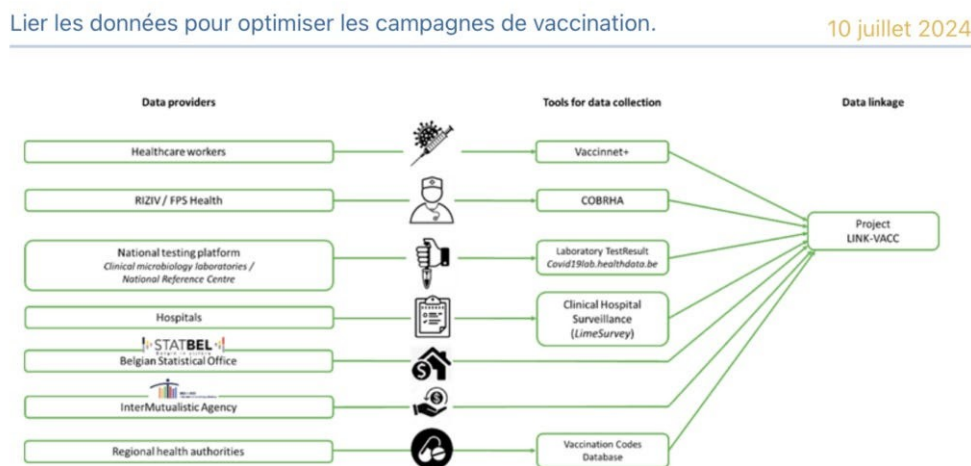 Lier les données pour optimiser les campagnes de vaccination.
10 juillet 2024
Data providers
Tools for data collection
Data linkage
Healthcare workers
Vaccinnet+
RIZIV / FPS Health
COBRHA
Project
LINK-VACC
National testing platform
Clinical microbiology laboratories /
National Reference Centre
Laboratory TestResult
Covid19lab.healthdata.be
Hospitals
Clinical Hospital
Surveillance
(LimeSurvey)
STATBEL
Belgian Statistical Office
InterMutualistic Agency
Regional health authorities
Vaccination Codes
Database